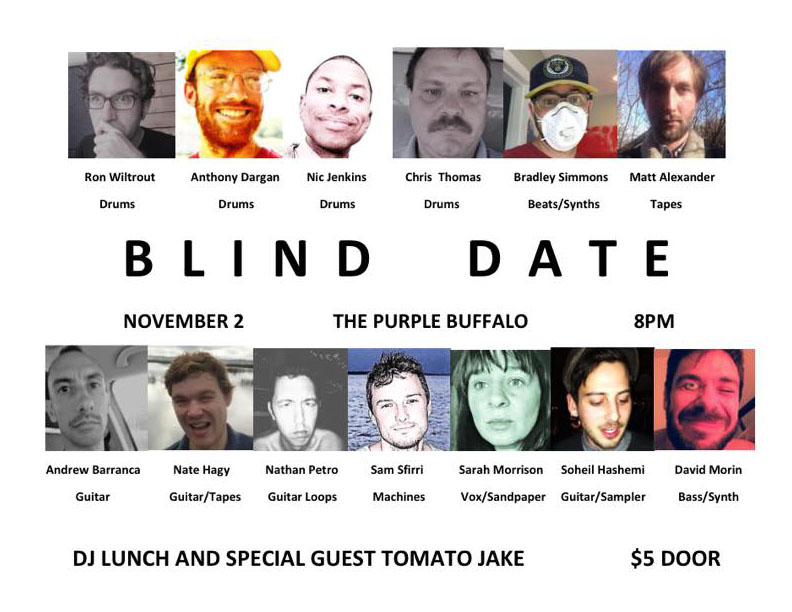 Ron Wiltrout Anthony Dargan Nic Jenkins Chris Thomas Bradley Simmons Matt Alexander
Drums Drums Drums Drums Beats/Synths Tapes
BLIND DATE
NOVEMBER 2 THE PURPLE BUFFALO 8PM
Andrew Barranca Nate Hagy Nathan Petro Sam Sfirri Sarah Morrison Soheil Hashemi David Morin
Guitar Guitar/Tapes Guitar Loops Machines Vox/Sandpaper Guitar/Sampler Bass/Synth
DJ LUNCH AND SPECIAL GUEST TOMATO JAKE $5 DOOR